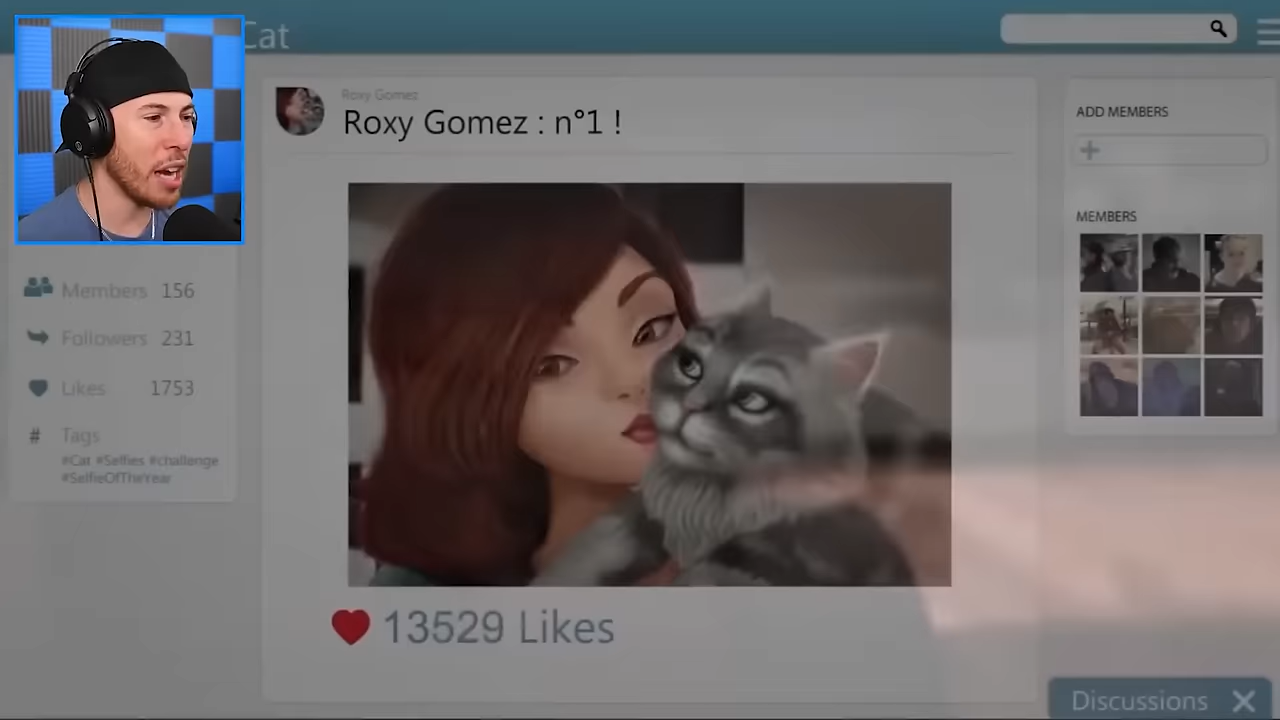 Cat
Roxy Gomez
Roxy Gomez : n°1 !
ADD MEMBERS
MEMBERS
Members 156
Followers 231
Likes 1753
# Tags
#Cat #Selfies #challenge
#SelfieOfTheYear
13529 Likes
Discussions